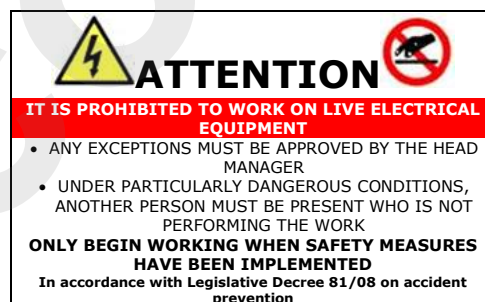 ATTENTION
IT IS PROHIBITED TO WORK ON LIVE ELECTRICAL
EQUIPMENT
• ANY EXCEPTIONS MUST BE APPROVED BY THE HEAD
MANAGER
• UNDER PARTICULARLY DANGEROUS CONDITIONS,
ANOTHER PERSON MUST BE PRESENT WHO IS NOT
PERFORMING THE WORK
ONLY BEGIN WORKING WHEN SAFETY MEASURES
HAVE BEEN IMPLEMENTED
In accordance with Legislative Decree 81/08 on accident
prevention